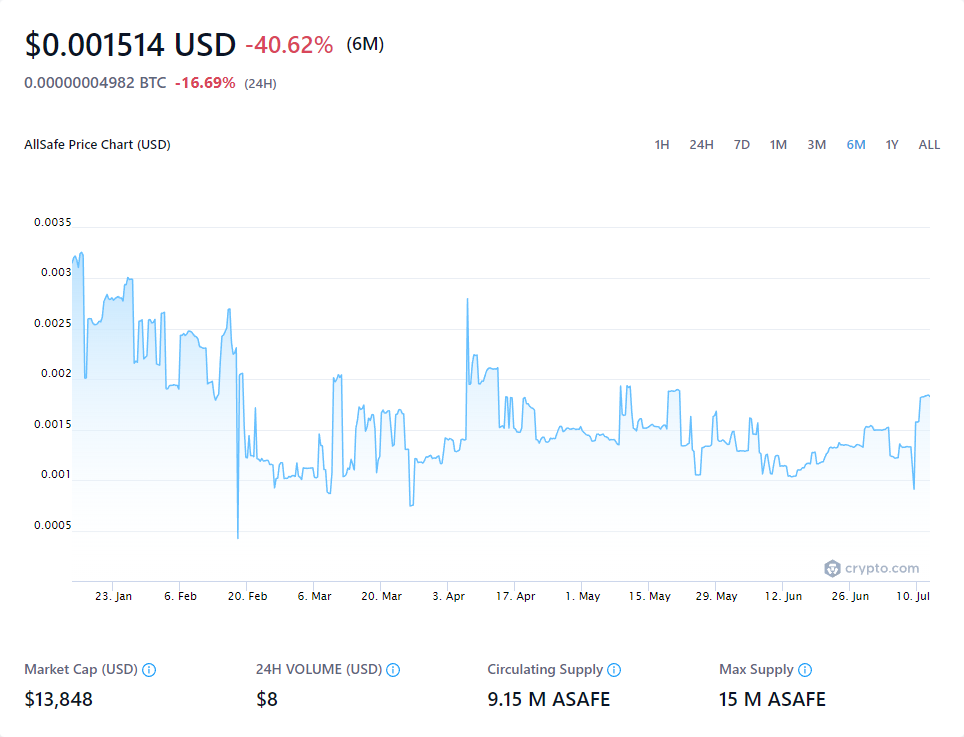 $0.001514 USD -40.62% (6M)
0.00000004982 BTC -16.69% (24H)
AllSafe Price Chart (USD)
1H 24H 7D 1M 3M 6M 1Y ALL
0.0035
0.003
0.0025
0.002
0.0015
0.001
0.0005
crypto.com
23. Jan 6. Feb 20. Feb 6. Mar 20. Mar 3. Apr 17. Apr 1. May 15. May 29. May 12. Jun 26. Jun 10. Jul
Market Cap (USD) 24H VOLUME (USD) Circulating Supply Max Supply
$13,848 $8 9.15 M ASAFE 15 M ASAFE